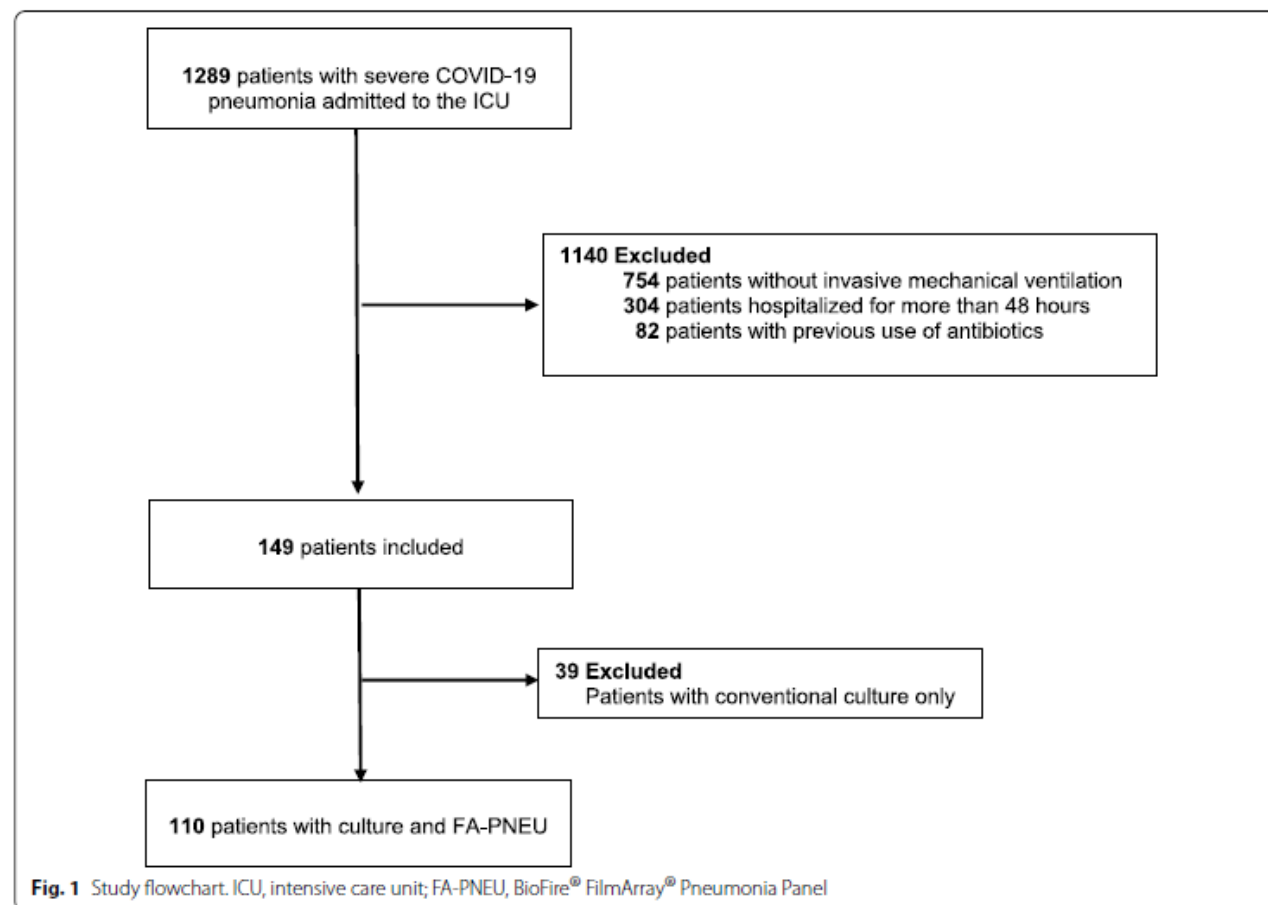 1289 patients with severe COVID-19
pneumonia admitted to the ICU
1140 Excluded
754 patients without invasive mechanical ventilation
304 patients hospitalized for more than 48 hours
82 patients with previous use of antibiotics
149 patients included
39 Excluded
Patients with conventional culture only
110 patients with culture and FA-PNEU
Fig. 1 Study flowchart. ICU, intensive care unit; FA-PNEU, BioFire® FilmArray® Pneumonia Panel